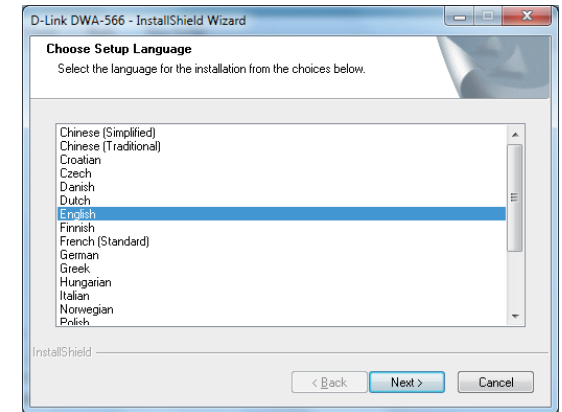 D-Link DWA-566 - InstallShield Wizard
Choose Setup Language
Select the language for the installation from the choices below.
Chinese (Simplified)
Chinese (Traditional)
Croatian
Czech
Danish
Dutch
English
Finnish
French (Standard)
German
Greek
Hungarian
Italian
Norwegian
Polish
InstallShield
< Back Next > Cancel